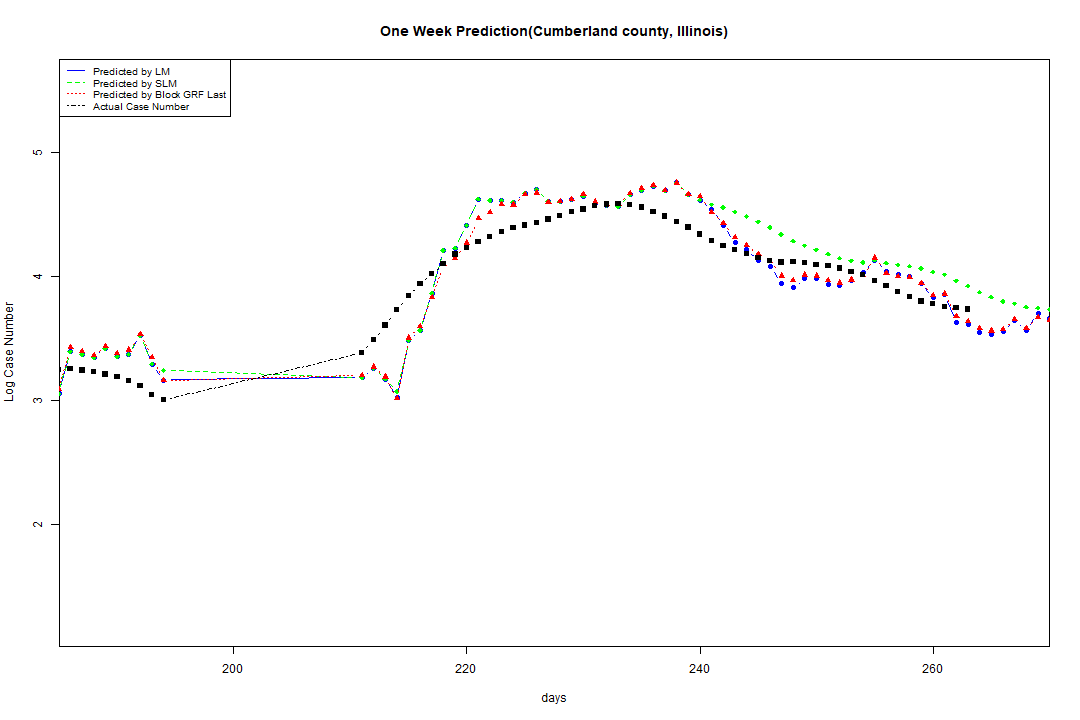 One Week Prediction(Cumberland county, Illinois)
Predicted by LM
Predicted by SLM
Predicted by Block GRF Last
Actual Case Number
5
4
3
2
Log Case Number
200 220 240 260
days